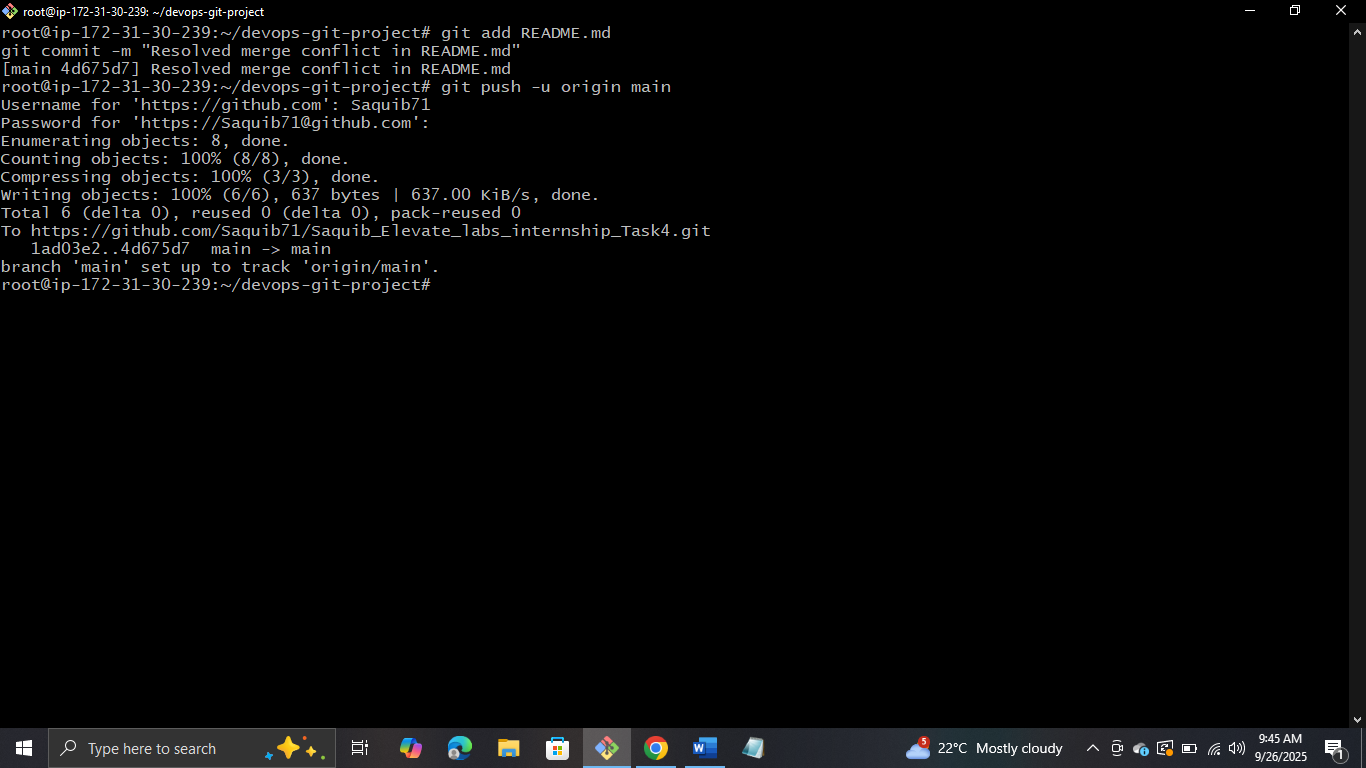 root@ip-172-31-30-239: ~/devops-git-project
root@ip-172-31-30-239:~/devops-git-project# git add README.md
git commit -m "Resolved merge conflict in README.md"
[main 4d675d7] Resolved merge conflict in README.md
root@ip-172-31-30-239:~/devops-git-project# git push -u origin main
Username for 'https://github.com': Saquib71
Password for 'https://Saquib71@github.com':
Enumerating objects: 8, done.
Counting objects: 100% (8/8), done.
Compressing objects: 100% (3/3), done.
Writing objects: 100% (6/6), 637 bytes | 637.00 KiB/s, done.
Total 6 (delta 0), reused 0 (delta 0), pack-reused 0
To https://github.com/Saquib71/Saquib_Elevate_labs_internship_Task4.git
   1ad03e2..4d675d7  main -> main
branch 'main' set up to track 'origin/main'.
root@ip-172-31-30-239:~/devops-git-project#
Type here to search
5
22°C Mostly cloudy
9:45 AM
9/26/2025
1